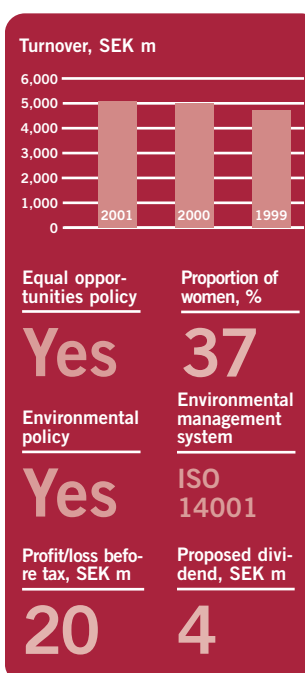 Turnover, SEK m
6,000
5,000
4,000
3,000
2,000
1,000
0
2001 2000 1999
Equal oppor-
tunities policy
Yes
Proportion of
women, %
37
Environmental
policy
Yes
Environmental
management
system
ISO
14001
Profit/loss befo-
re tax, SEK m
20
Proposed divi-
dend, SEK m
4